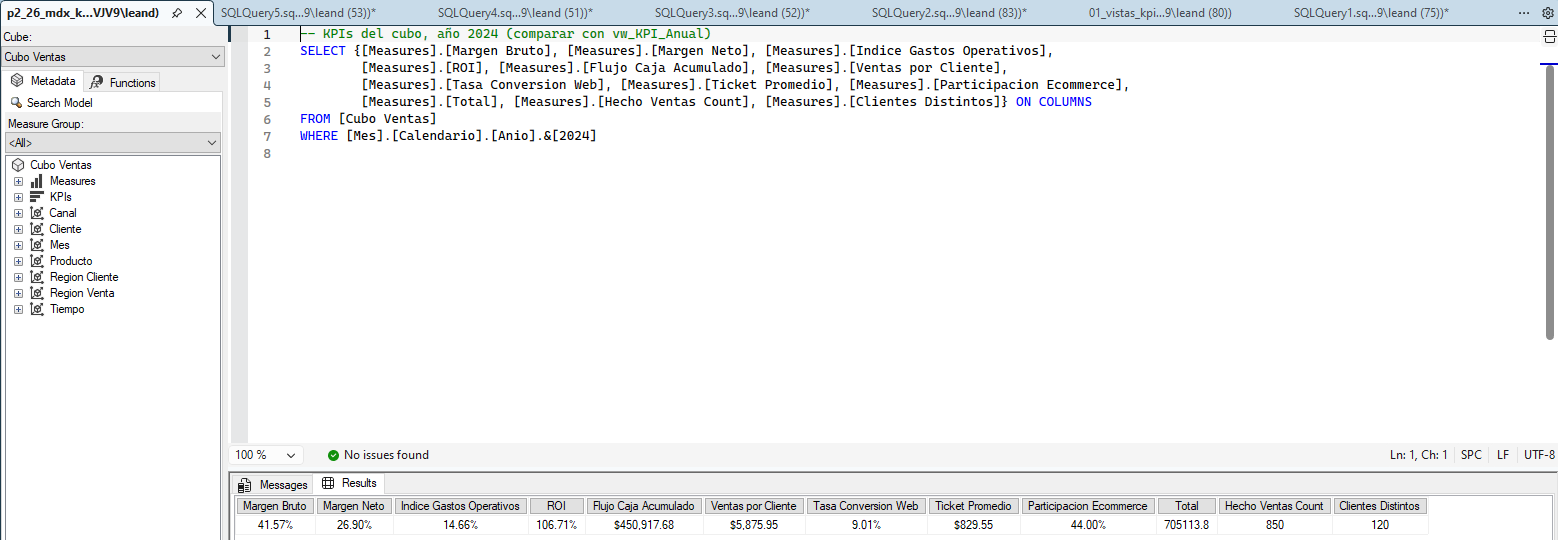 p2_26_mdx_k...VJV9\leand)
SQLQuery5.sq...9\leand (53))*
SQLQuery4.sq...9\leand (51))*
SQLQuery3.sq...9\leand (52))*
SQLQuery2.sq...9\leand (83))*
01_vistas_kpi...9\leand (80))
SQLQuery1.sq...9\leand (75))*
Cube:
Cubo Ventas
Metadata
Functions
Search Model
Measure Group:
<All>
Cubo Ventas
Measures
KPIs
Canal
Cliente
Mes
Producto
Region Cliente
Region Venta
Tiempo
1 -- KPIs del cubo, año 2024 (comparar con vw_KPI_Anual)
2 SELECT {[Measures].[Margen Bruto], [Measures].[Margen Neto], [Measures].[Indice Gastos Operativos],
3 [Measures].[ROI], [Measures].[Flujo Caja Acumulado], [Measures].[Ventas por Cliente],
4 [Measures].[Tasa Conversion Web], [Measures].[Ticket Promedio], [Measures].[Participacion Ecommerce],
5 [Measures].[Total], [Measures].[Hecho Ventas Count], [Measures].[Clientes Distintos]} ON COLUMNS
6 FROM [Cubo Ventas]
7 WHERE [Mes].[Calendario].[Anio].&[2024]
8
100 % No issues found Ln: 1, Ch: 1 SPC LF UTF-8
Messages Results
Margen Bruto Margen Neto Indice Gastos Operativos ROI Flujo Caja Acumulado Ventas por Cliente Tasa Conversion Web Ticket Promedio Participacion Ecommerce Total Hecho Ventas Count Clientes Distintos
41.57% 26.90% 14.66% 106.71% $450,917.68 $5,875.95 9.01% $829.55 44.00% 705113.8 850 120